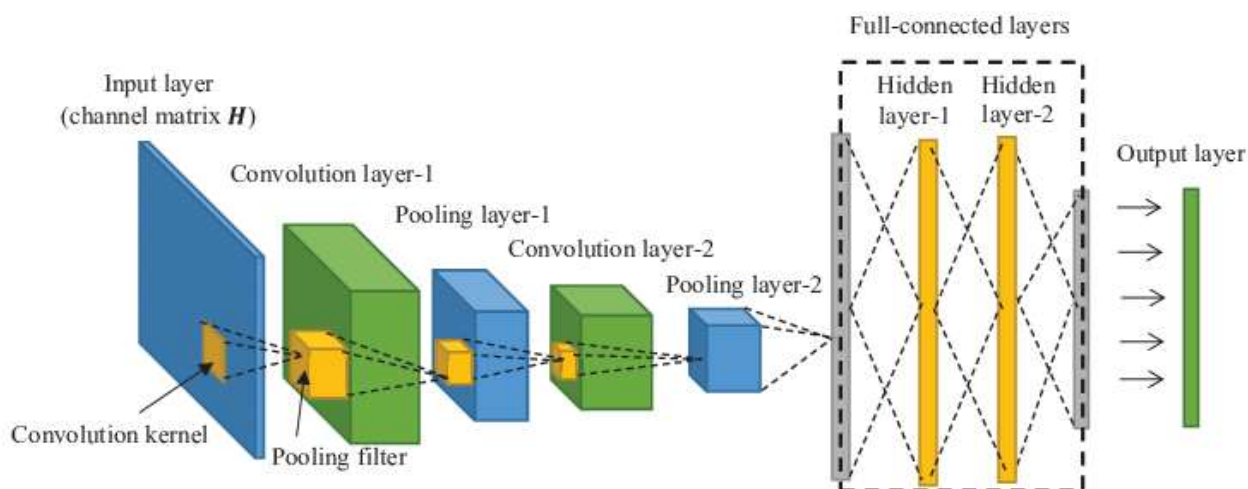 Full-connected layers
Input layer
(channel matrix H)
Hidden
layer-1
Hidden
layer-2
Output layer
Convolution layer-1
Pooling layer-1
Convolution layer-2
Pooling layer-2
Convolution kernel
Pooling filter